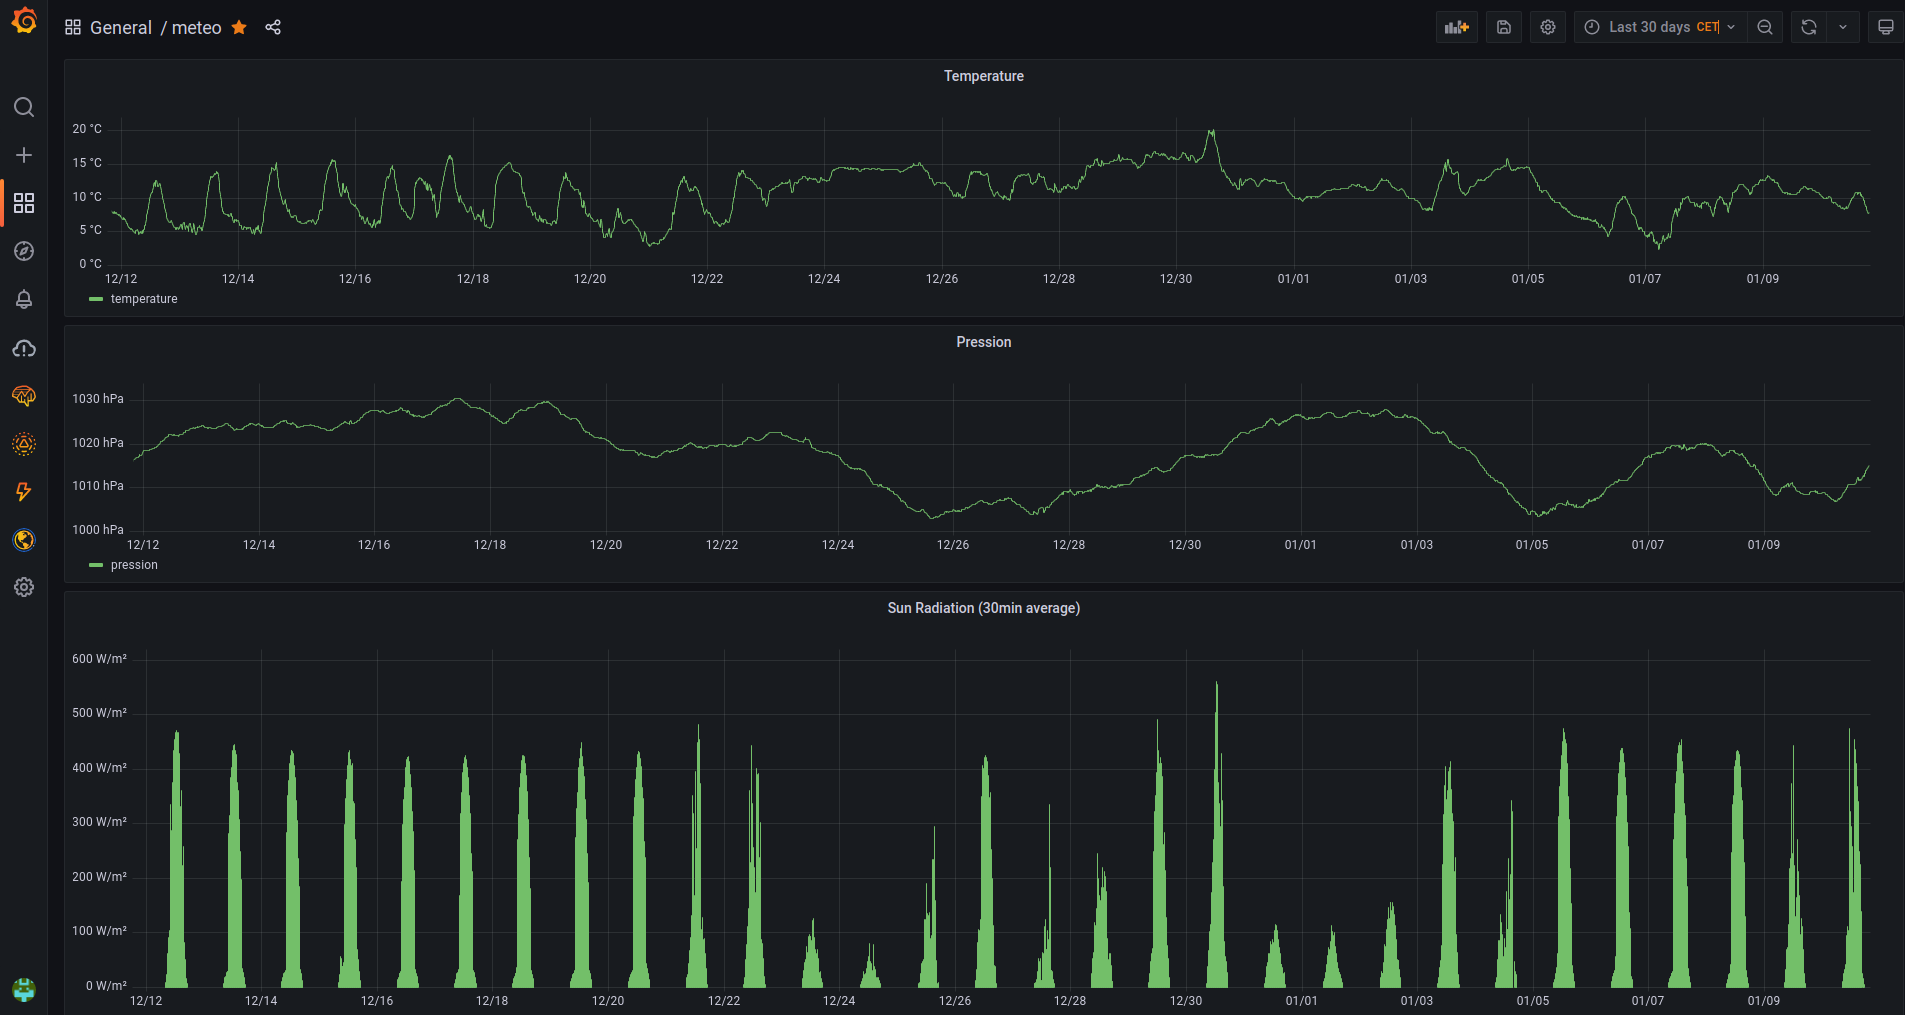 General / meteo
Last 30 days CET
Temperature
20 °C
15 °C
10 °C
5 °C
0 °C
12/12 12/14 12/16 12/18 12/20 12/22 12/24 12/26 12/28 12/30 01/01 01/03 01/05 01/07 01/09
temperature
Pression
1030 hPa
1020 hPa
1010 hPa
1000 hPa
12/12 12/14 12/16 12/18 12/20 12/22 12/24 12/26 12/28 12/30 01/01 01/03 01/05 01/07 01/09
pression
Sun Radiation (30min average)
600 W/m²
500 W/m²
400 W/m²
300 W/m²
200 W/m²
100 W/m²
0 W/m²
12/12 12/14 12/16 12/18 12/20 12/22 12/24 12/26 12/28 12/30 01/01 01/03 01/05 01/07 01/09